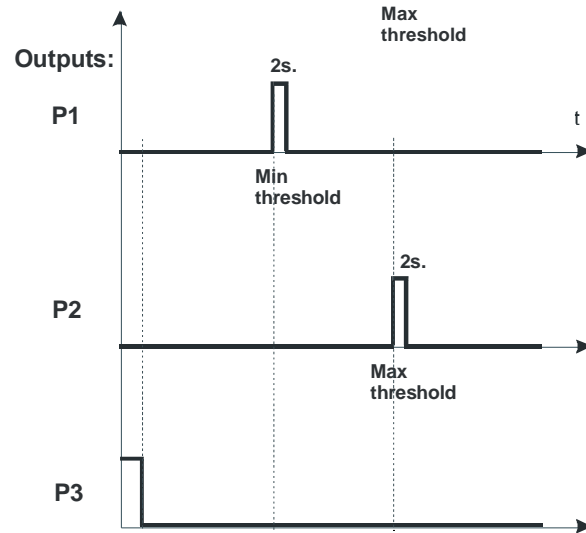 Max
threshold
Outputs:
2s.
P1
t
Min
threshold
2s.
P2
Max
threshold
P3